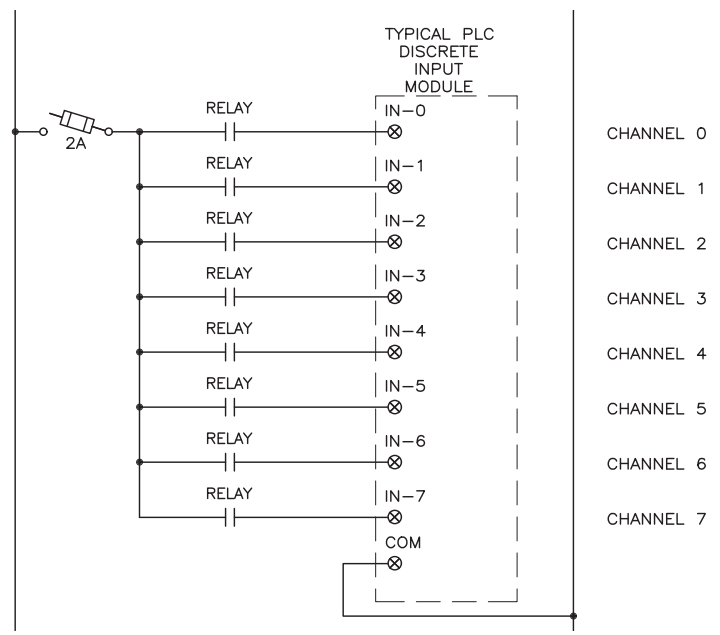 TYPICAL PLC
DISCRETE
INPUT
MODULE
RELAY
IN-0
CHANNEL 0
2A
RELAY
IN-1
CHANNEL 1
RELAY
IN-2
CHANNEL 2
RELAY
IN-3
CHANNEL 3
RELAY
IN-4
CHANNEL 4
RELAY
IN-5
CHANNEL 5
RELAY
IN-6
CHANNEL 6
RELAY
IN-7
CHANNEL 7
COM